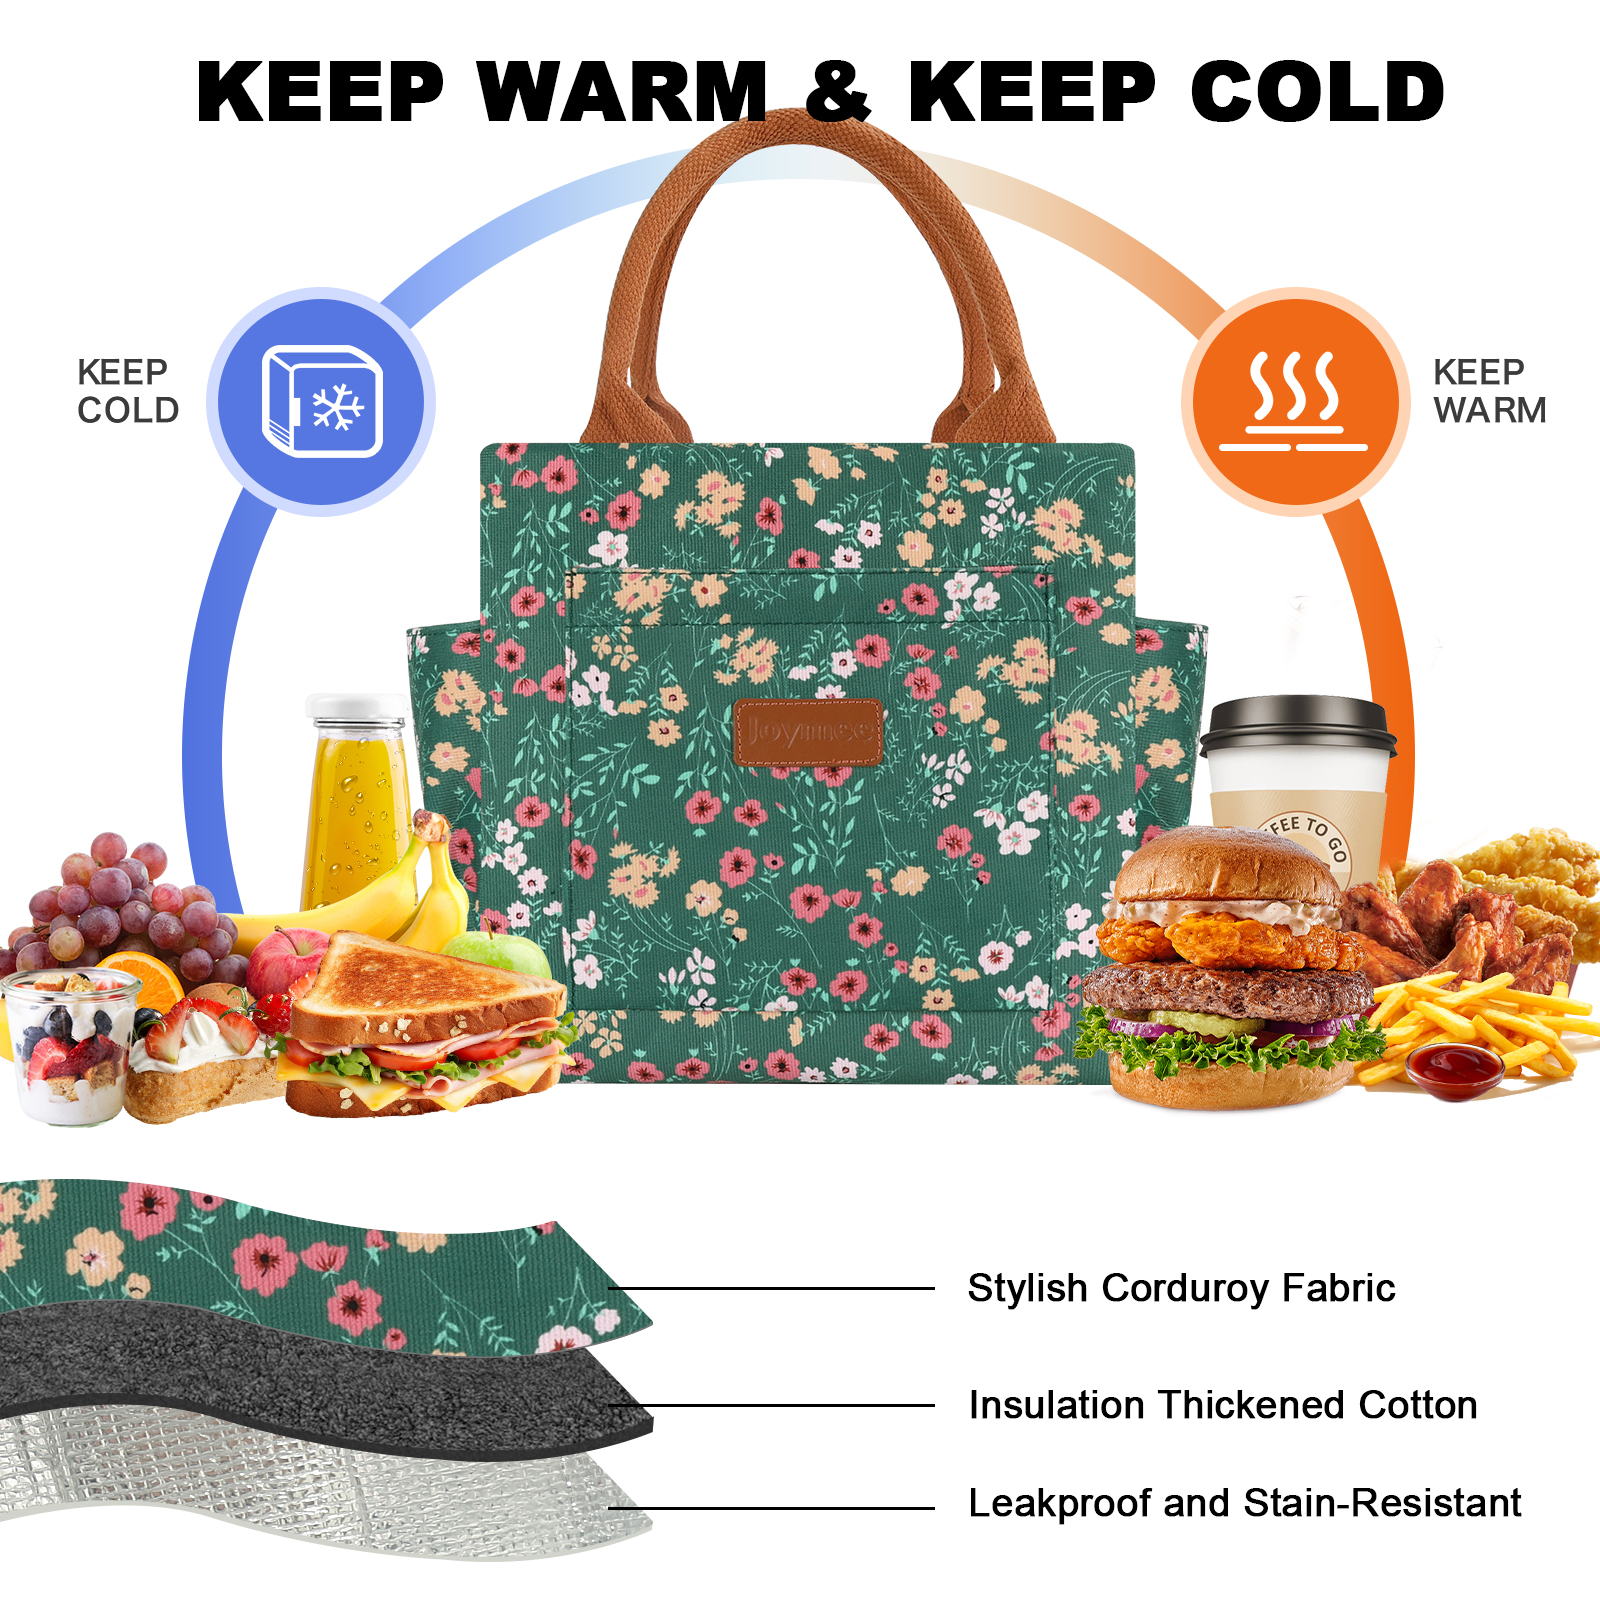 KEEP WARM & KEEP COLD
KEEP
COLD
KEEP
WARM
Joymee
FEE TO GO
Stylish Corduroy Fabric
Insulation Thickened Cotton
Leakproof and Stain-Resistant